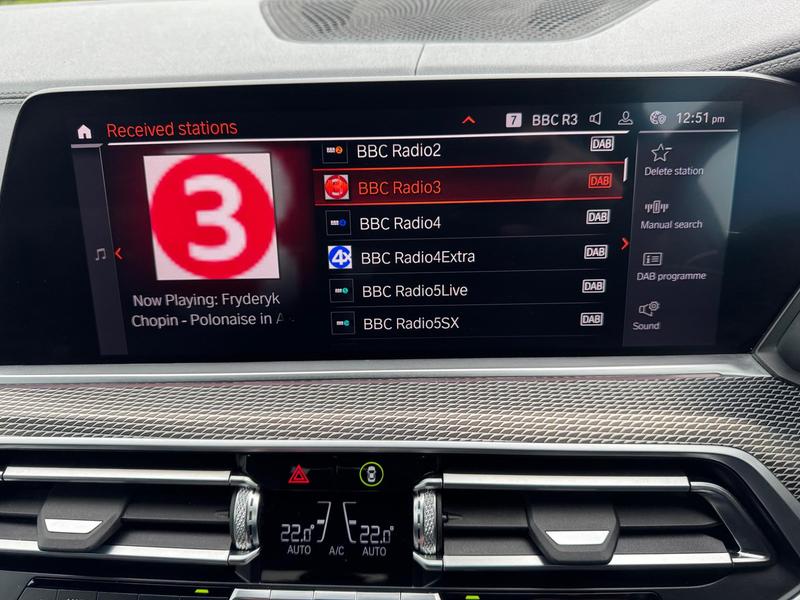 Received stations
7 BBC R3 12:51 pm
3
Now Playing: Fryderyk
Chopin - Polonaise in A
BBC Radio2 DAB
BBC Radio3 DAB
BBC Radio4 DAB
4X BBC Radio4Extra DAB
BBC Radio5Live DAB
BBC Radio5SX DAB
Delete station
Manual search
DAB programme
Sound
22.0° 22.0°
AUTO A/C AUTO